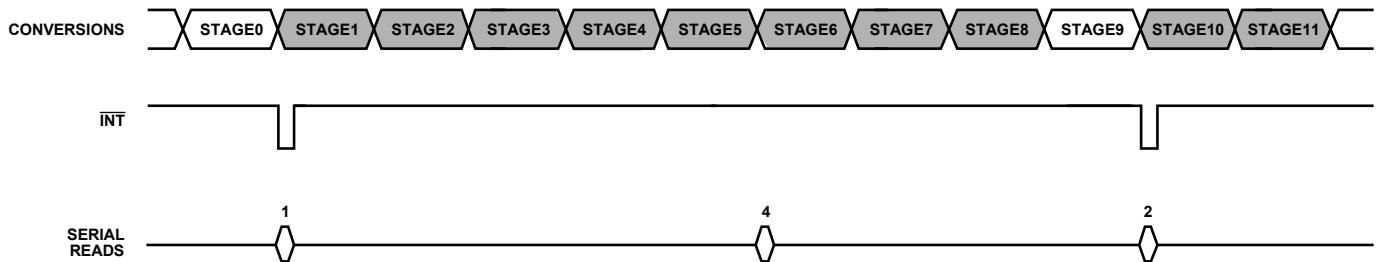 CONVERSIONS STAGE0 STAGE1 STAGE2 STAGE3 STAGE4 STAGE5 STAGE6 STAGE7 STAGE8 STAGE9 STAGE10 STAGE11
INT
1 4 2
SERIAL
READS